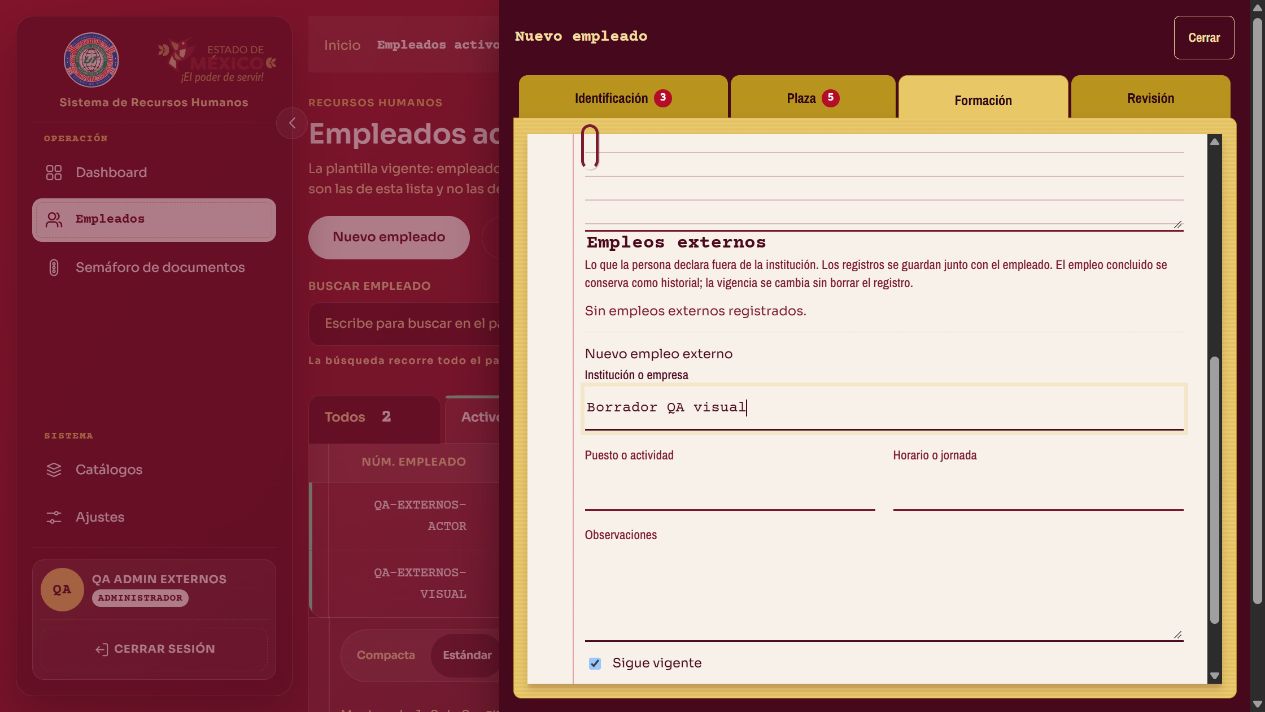 ESTADO DE
MÉXICO
¡El poder de servir!
Sistema de Recursos Humanos
OPERACIÓN
Dashboard
Empleados
Semáforo de documentos
SISTEMA
Catálogos
Ajustes
QA
QA ADMIN EXTERNOS
ADMINISTRADOR
CERRAR SESIÓN
Inicio Empleados activo
RECURSOS HUMANOS
Empleados ac
La plantilla vigente: emplead
son las de esta lista y no las de
Nuevo empleado
BUSCAR EMPLEADO
Escribe para buscar en el pa
La búsqueda recorre todo el pa
Todos 2
Activ
NÚM. EMPLEADO
QA-EXTERNOS-
ACTOR
QA-EXTERNOS-
VISUAL
Compacta Estándar
Nuevo empleado
Cerrar
Identificación 3
Plaza 5
Formación
Revisión
Empleos externos
Lo que la persona declara fuera de la institución. Los registros se guardan junto con el empleado. El empleo concluido se
conserva como historial; la vigencia se cambia sin borrar el registro.
Sin empleos externos registrados.
Nuevo empleo externo
Institución o empresa
Borrador QA visual
Puesto o actividad
Horario o jornada
Observaciones
Sigue vigente